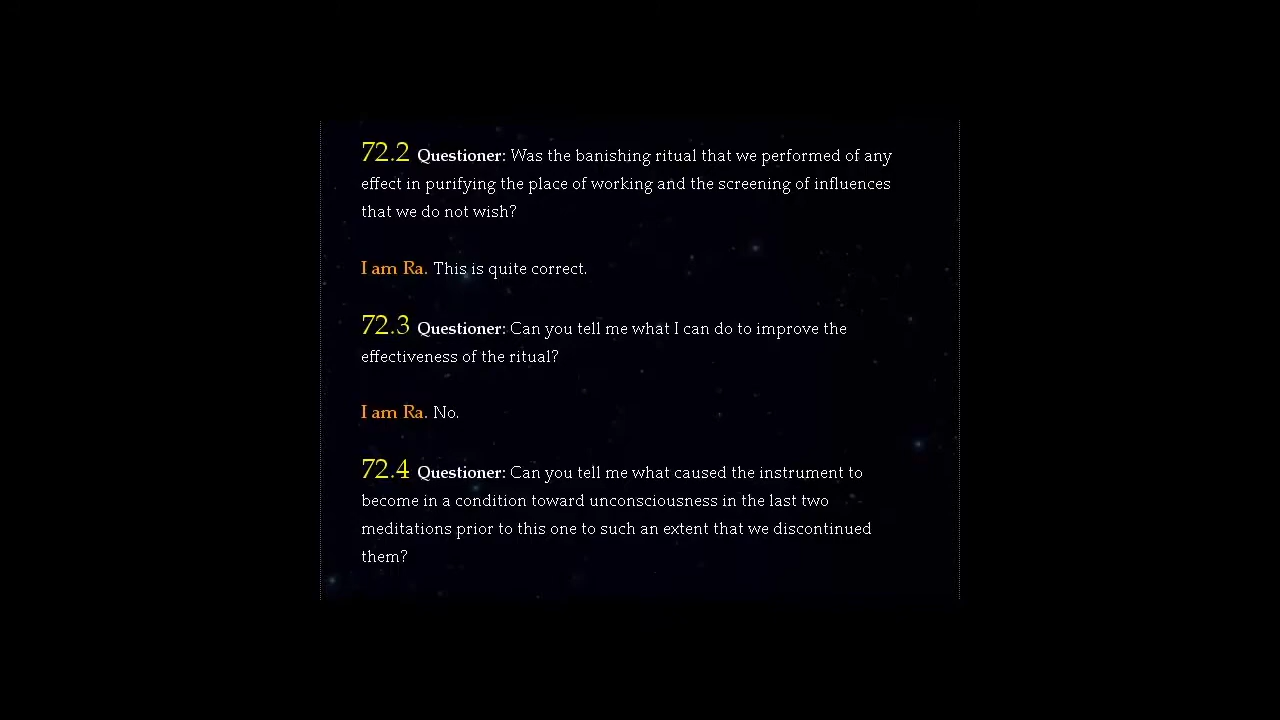 72.2 Questioner: Was the banishing ritual that we performed of any
effect in purifying the place of working and the screening of influences
that we do not wish?
I am Ra. This is quite correct.
72.3 Questioner: Can you tell me what I can do to improve the
effectiveness of the ritual?
I am Ra. No.
72.4 Questioner: Can you tell me what caused the instrument to
become in a condition toward unconsciousness in the last two
meditations prior to this one to such an extent that we discontinued
them?